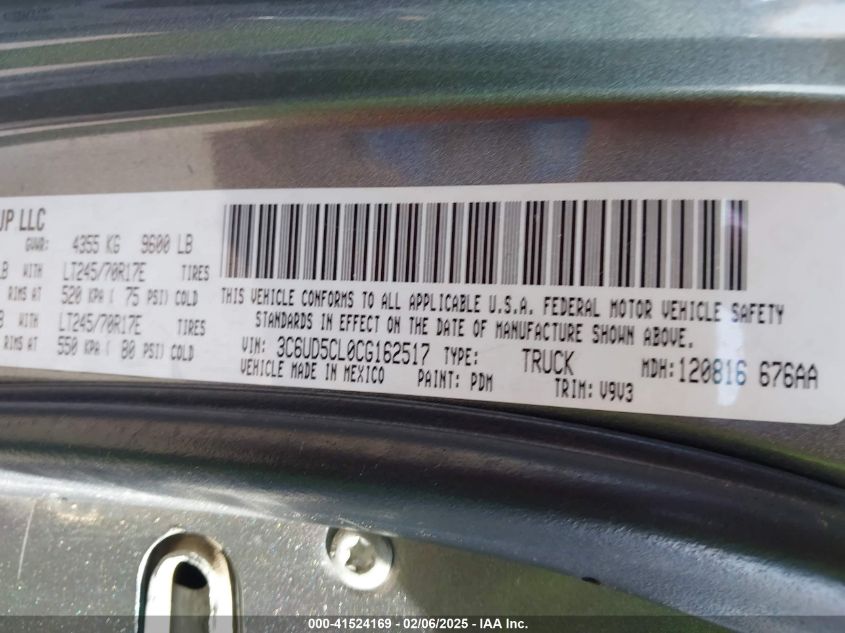 UP LLC
GVWR: 4355 KG 9600 LB
LB WITH LT245/70R17E TIRES
RIMS AT 520 KPA ( 75 PSI) COLD
B WITH LT245/70R17E TIRES
550 KPA ( 80 PSI) COLD
THIS VEHICLE CONFORMS TO ALL APPLICABLE U.S.A. FEDERAL MOTOR VEHICLE SAFETY
STANDARDS IN EFFECT ON THE DATE OF MANUFACTURE SHOWN ABOVE.
VIN: 3C6UD5CL0CG162517 TYPE: TRUCK MDH: 120816 676AA
VEHICLE MADE IN MEXICO PAINT: PDM TRIM: V9V3
000-41524169 - 02/06/2025 - IAA Inc.